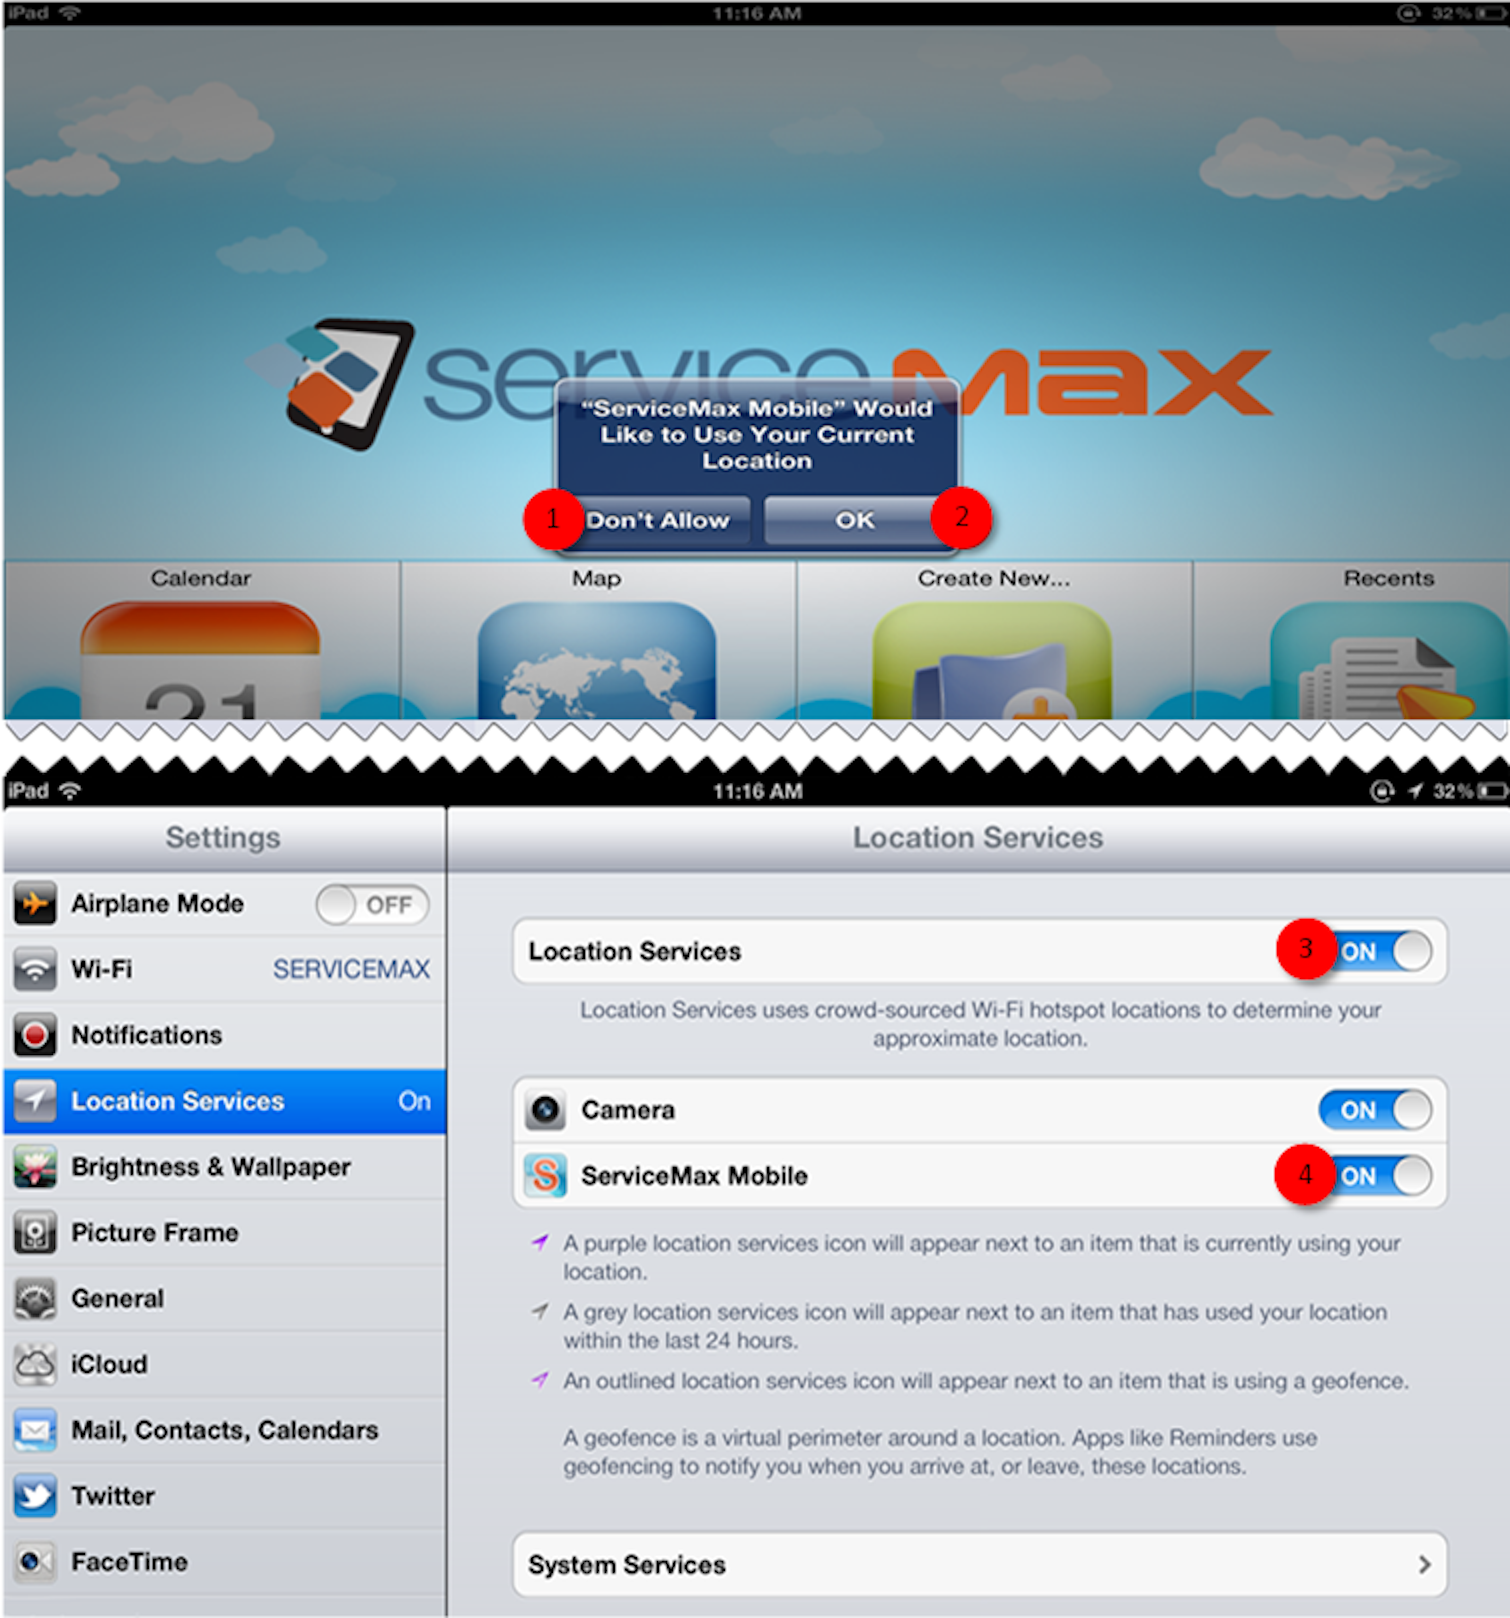 iPad 11:16 AM 32%
service Max
"ServiceMax Mobile" Would
Like to Use Your Current
Location
1 Don't Allow OK 2
Calendar Map Create New... Recents
21
iPad 11:16 AM 32%
Settings
Airplane Mode OFF
Wi-Fi SERVICEMAX
Notifications
Location Services On
Brightness & Wallpaper
Picture Frame
General
iCloud
Mail, Contacts, Calendars
Twitter
FaceTime
Location Services
Location Services 3 ON
Location Services uses crowd-sourced Wi-Fi hotspot locations to determine your
approximate location.
Camera ON
S ServiceMax Mobile 4 ON
A purple location services icon will appear next to an item that is currently using your
location.
A grey location services icon will appear next to an item that has used your location
within the last 24 hours.
An outlined location services icon will appear next to an item that is using a geofence.
A geofence is a virtual perimeter around a location. Apps like Reminders use
geofencing to notify you when you arrive at, or leave, these locations.
System Services